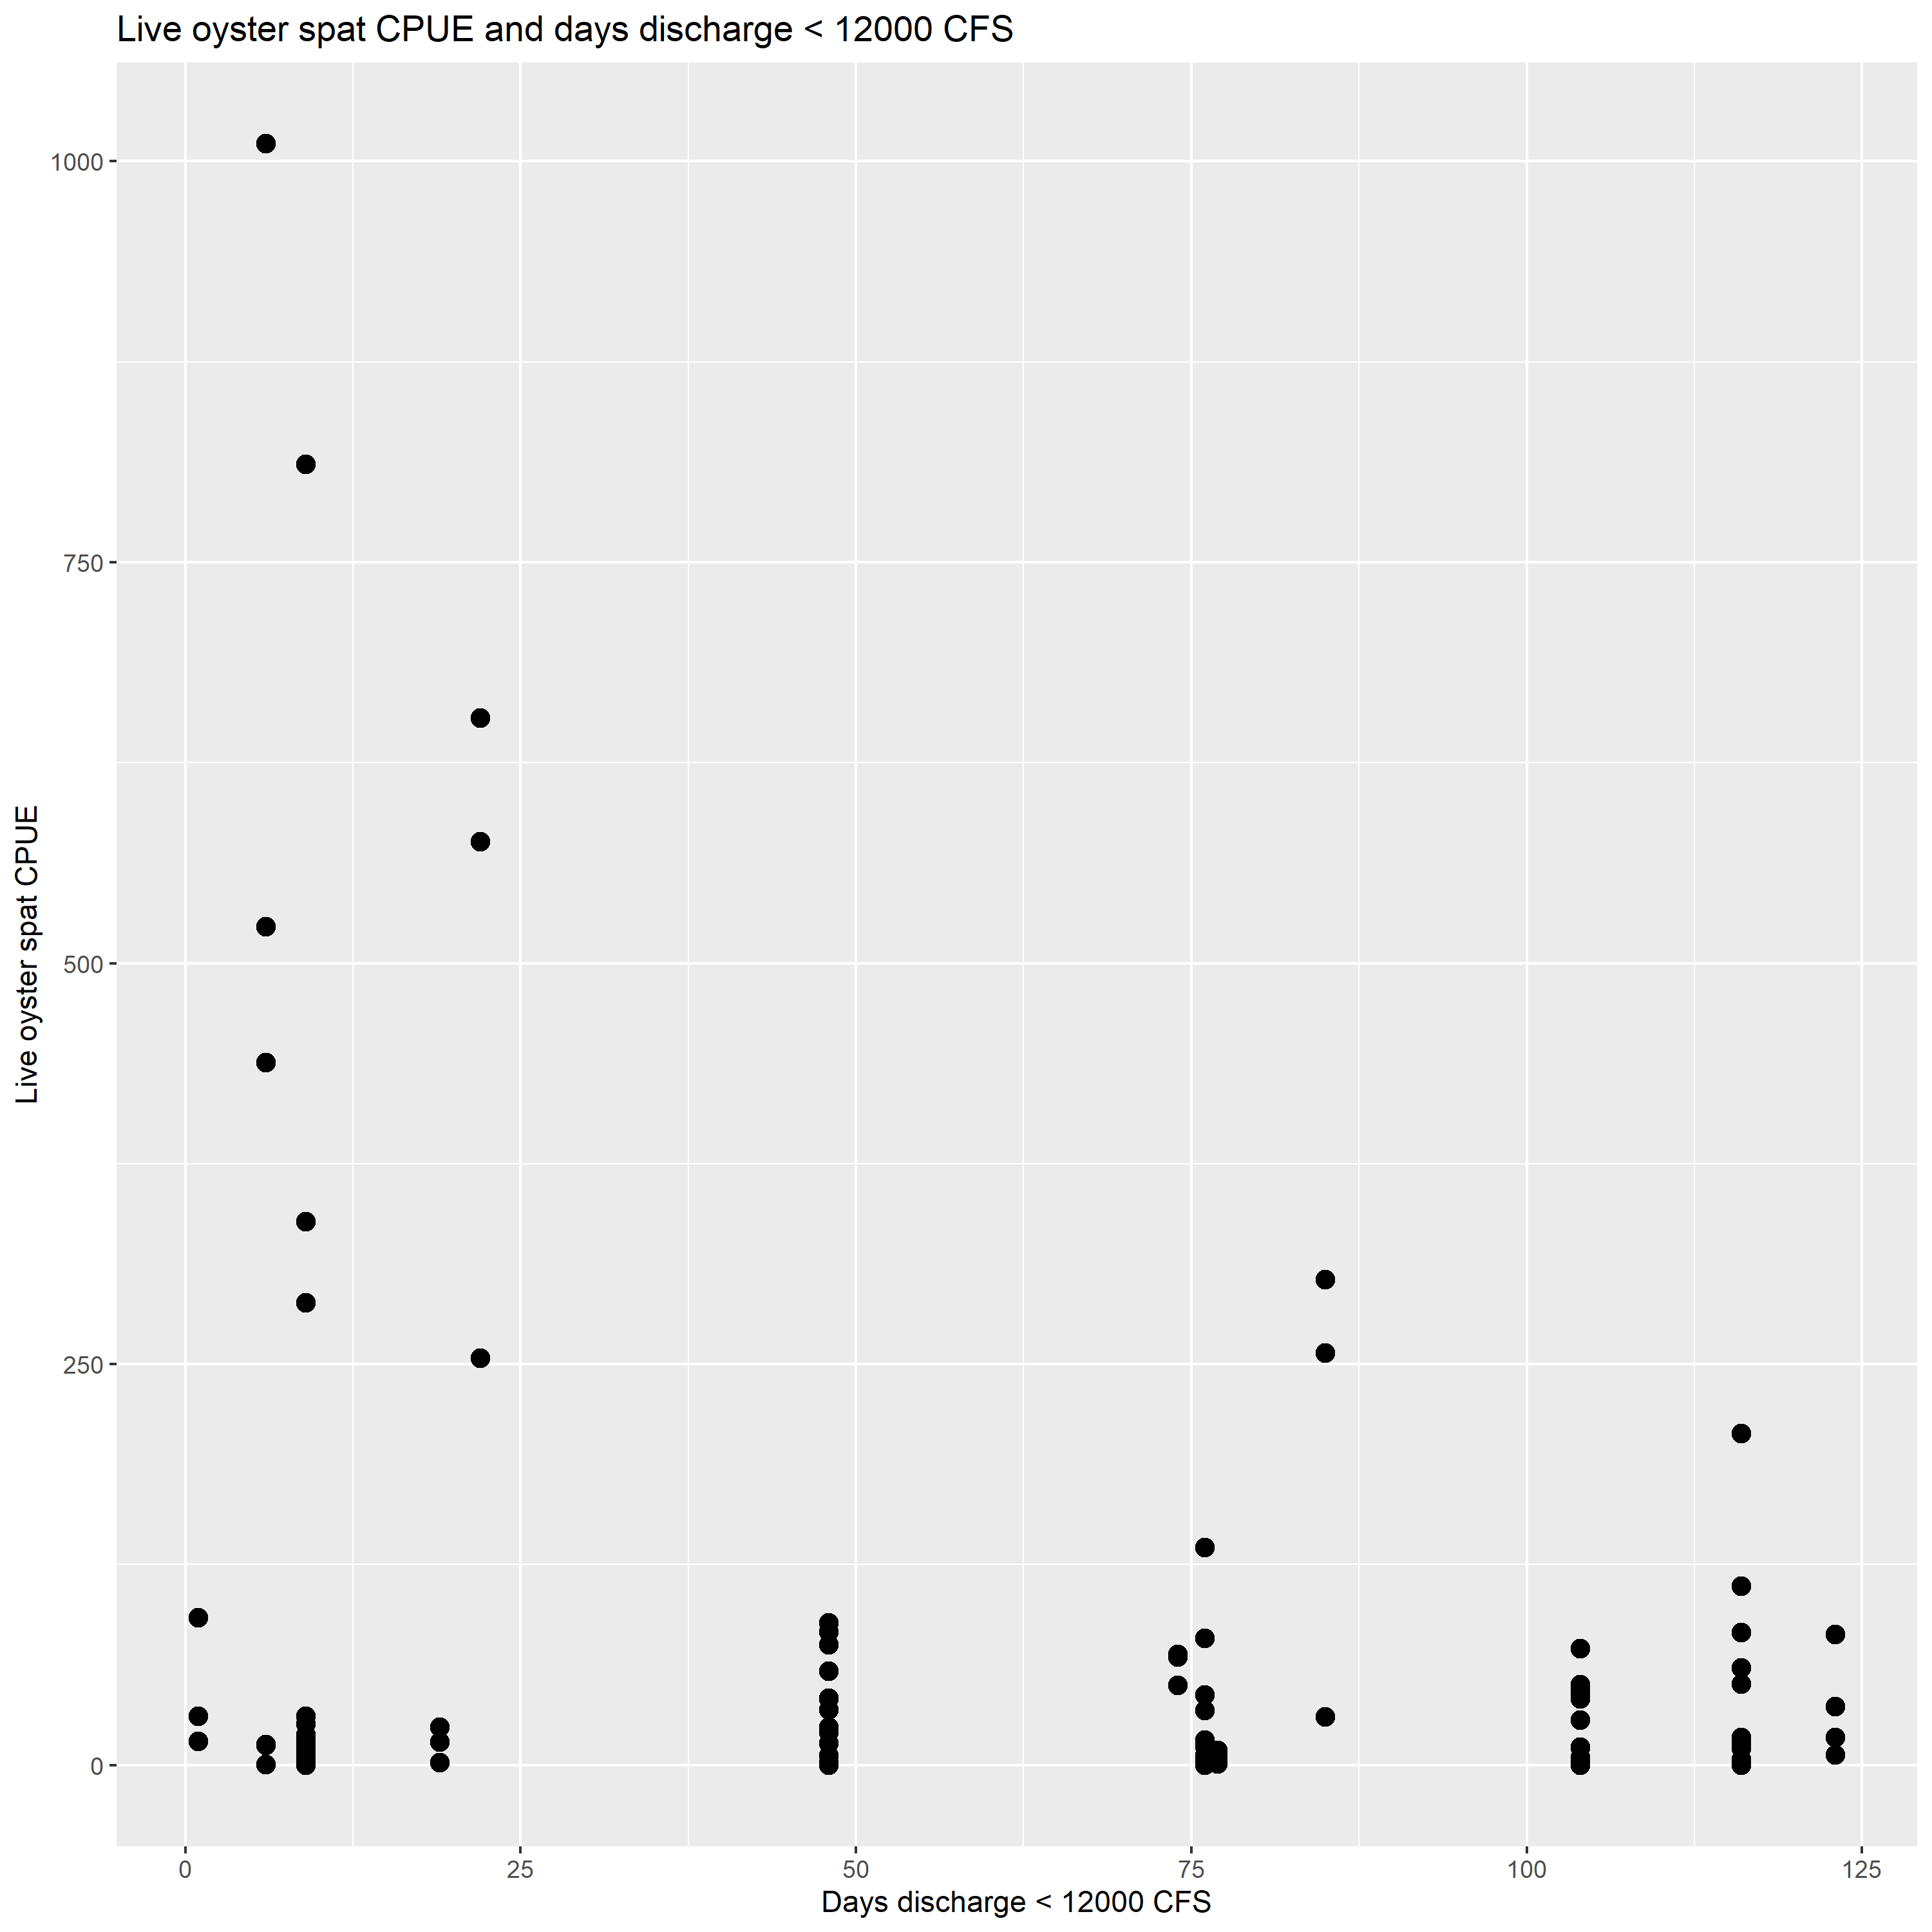 Live oyster spat CPUE and days discharge < 12000 CFS
Live oyster spat CPUE
1000
750
500
250
0
0 25 50 75 100 125
Days discharge < 12000 CFS